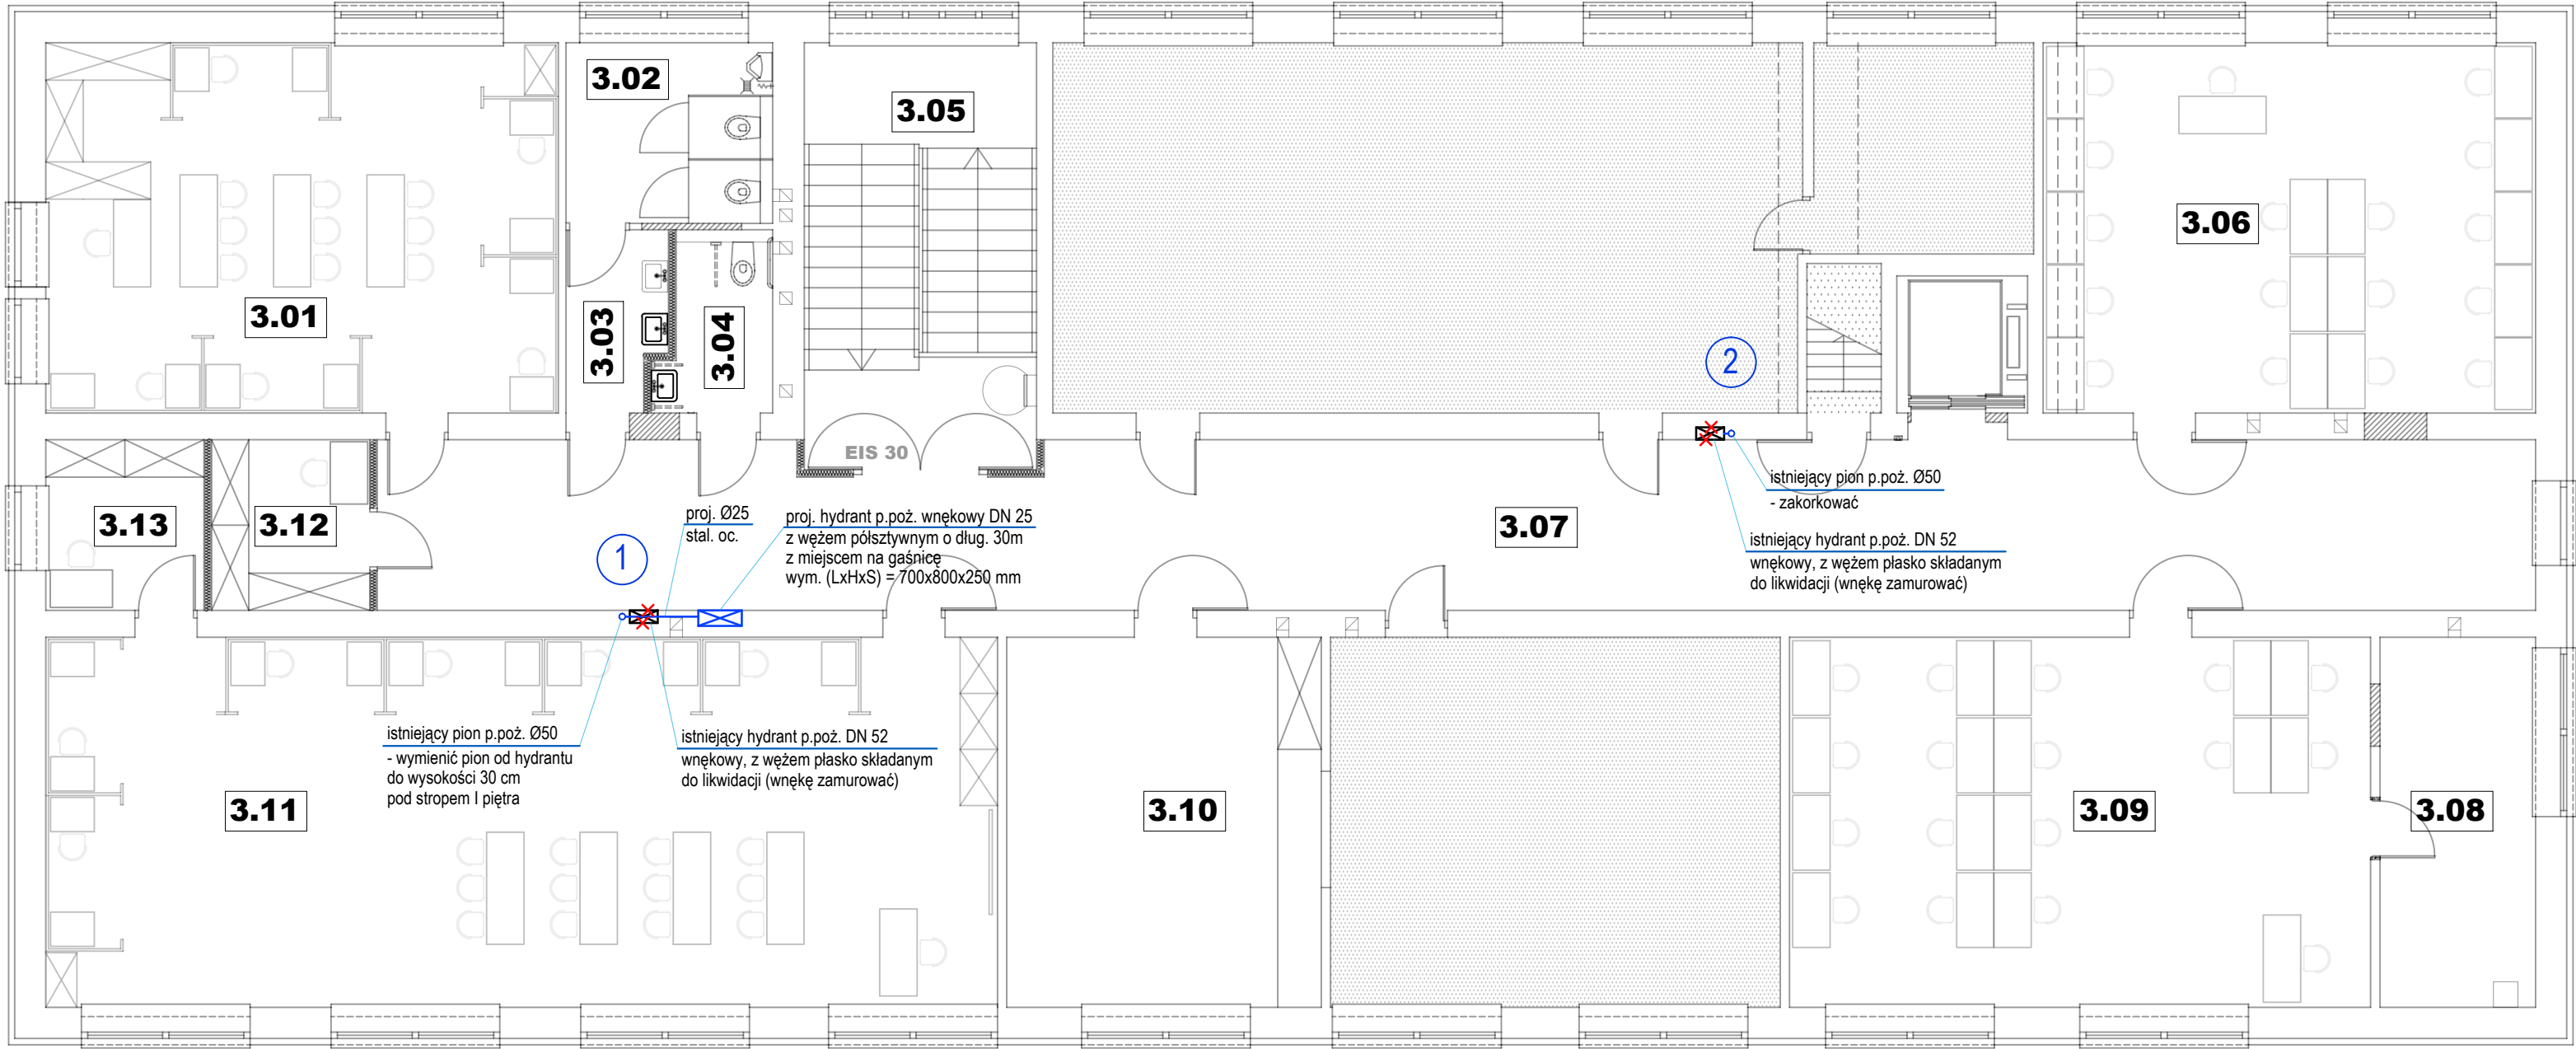 3.02
3.05
3.06
3.01
3.03
3.04
2
EIS 30
3.13
3.12
1
proj. Ø25
stal. oc.
proj. hydrant p.poż. wnękowy DN 25
z wężem półsztywnym o dług. 30m
z miejscem na gaśnicę
wym. (LxHxS) = 700x800x250 mm
3.07
istniejący pion p.poż. Ø50
- zakorkować
istniejący hydrant p.poż. DN 52
wnękowy, z wężem płasko składanym
do likwidacji (wnękę zamurować)
istniejący pion p.poż. Ø50
- wymienić pion od hydrantu
do wysokości 30 cm
pod stropem I piętra
istniejący hydrant p.poż. DN 52
wnękowy, z wężem płasko składanym
do likwidacji (wnękę zamurować)
3.11
3.10
3.09
3.08